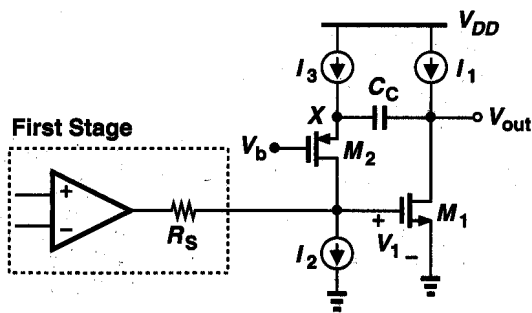 V_DD
I_3
I_1
C_C
X
V_out
First Stage
V_b
M_2
+
−
R_S
+
M_1
V_1
−
I_2